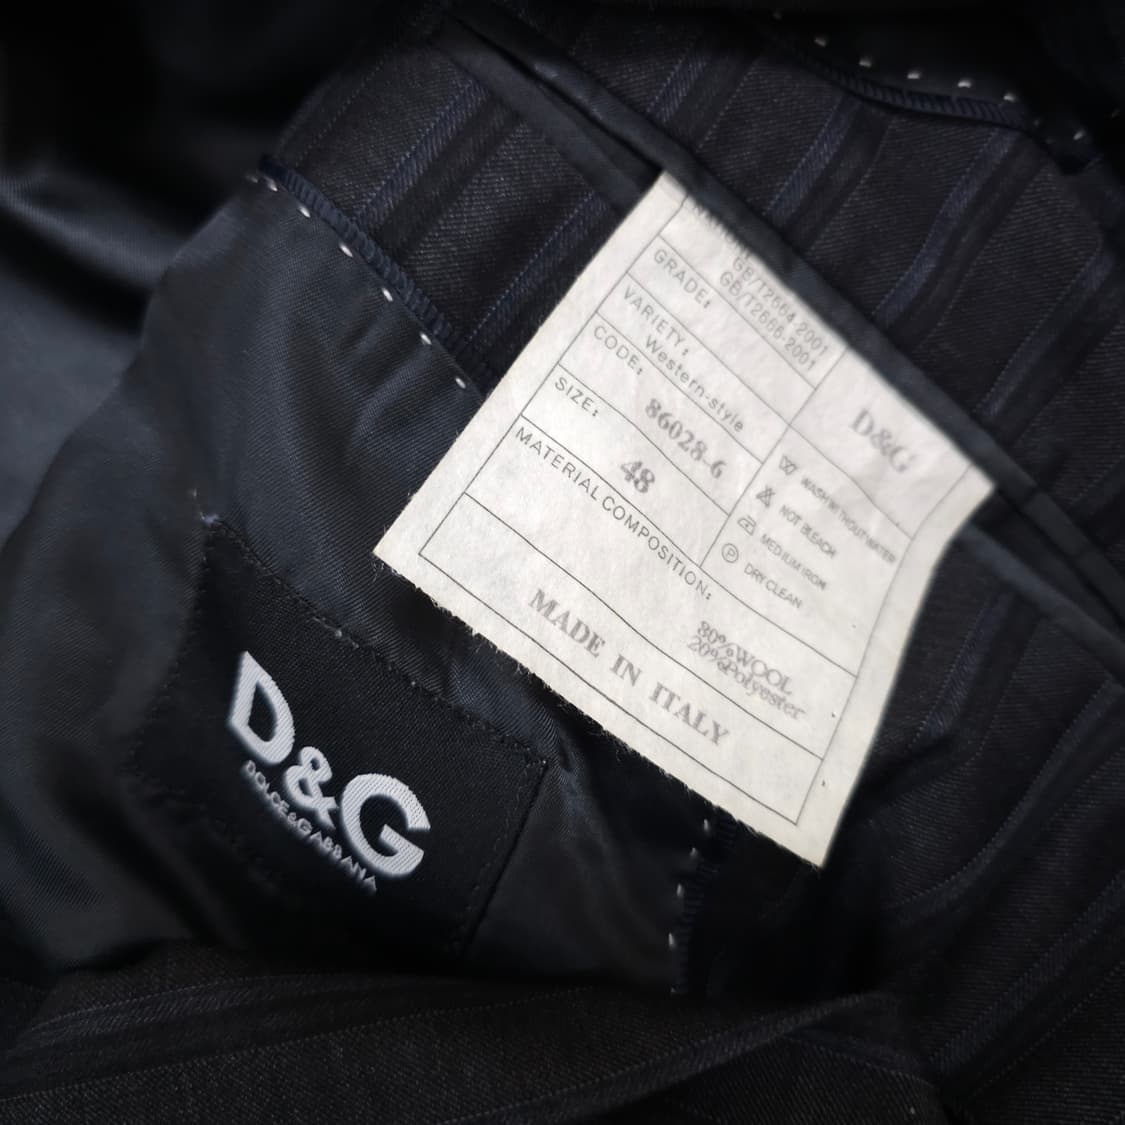 GB/T2664-2001
GB/T2666-2001
GRADE:
VARIETY:
Western-style
CODE:
86028-6
SIZE:
48
D&G
WASH WITHOUT WATER
NOT BLEACH
MEDIUM IRON
P DRY CLEAN
MATERIAL COMPOSITION:
80%WOOL
20%Polyester
MADE IN ITALY
D&G
DOLCE&GABBANA